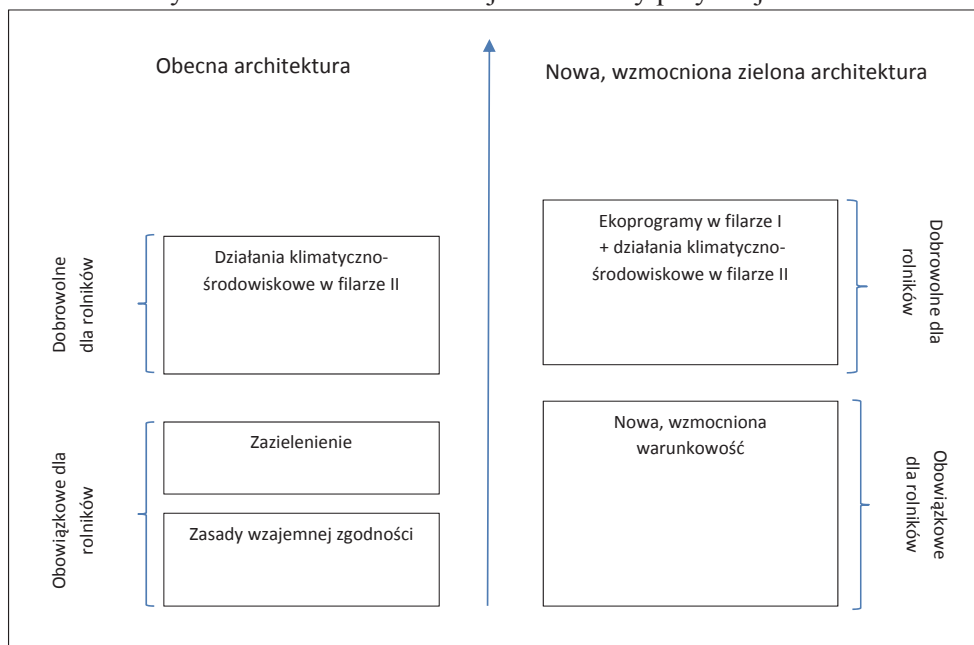 Obecna architektura
Dobrowolne
dla rolników
Działania klimatyczno-
środowiskowe w filarze II
Obowiązkowe dla
rolników
Zazielenienie
Zasady wzajemnej zgodności
Nowa, wzmocniona zielona architektura
Ekoprogramy w filarze I
+ działania klimatyczno-
środowiskowe w filarze II
Dobrowolne dla
rolników
Nowa, wzmocniona
warunkowość
Obowiązkowe
dla rolników